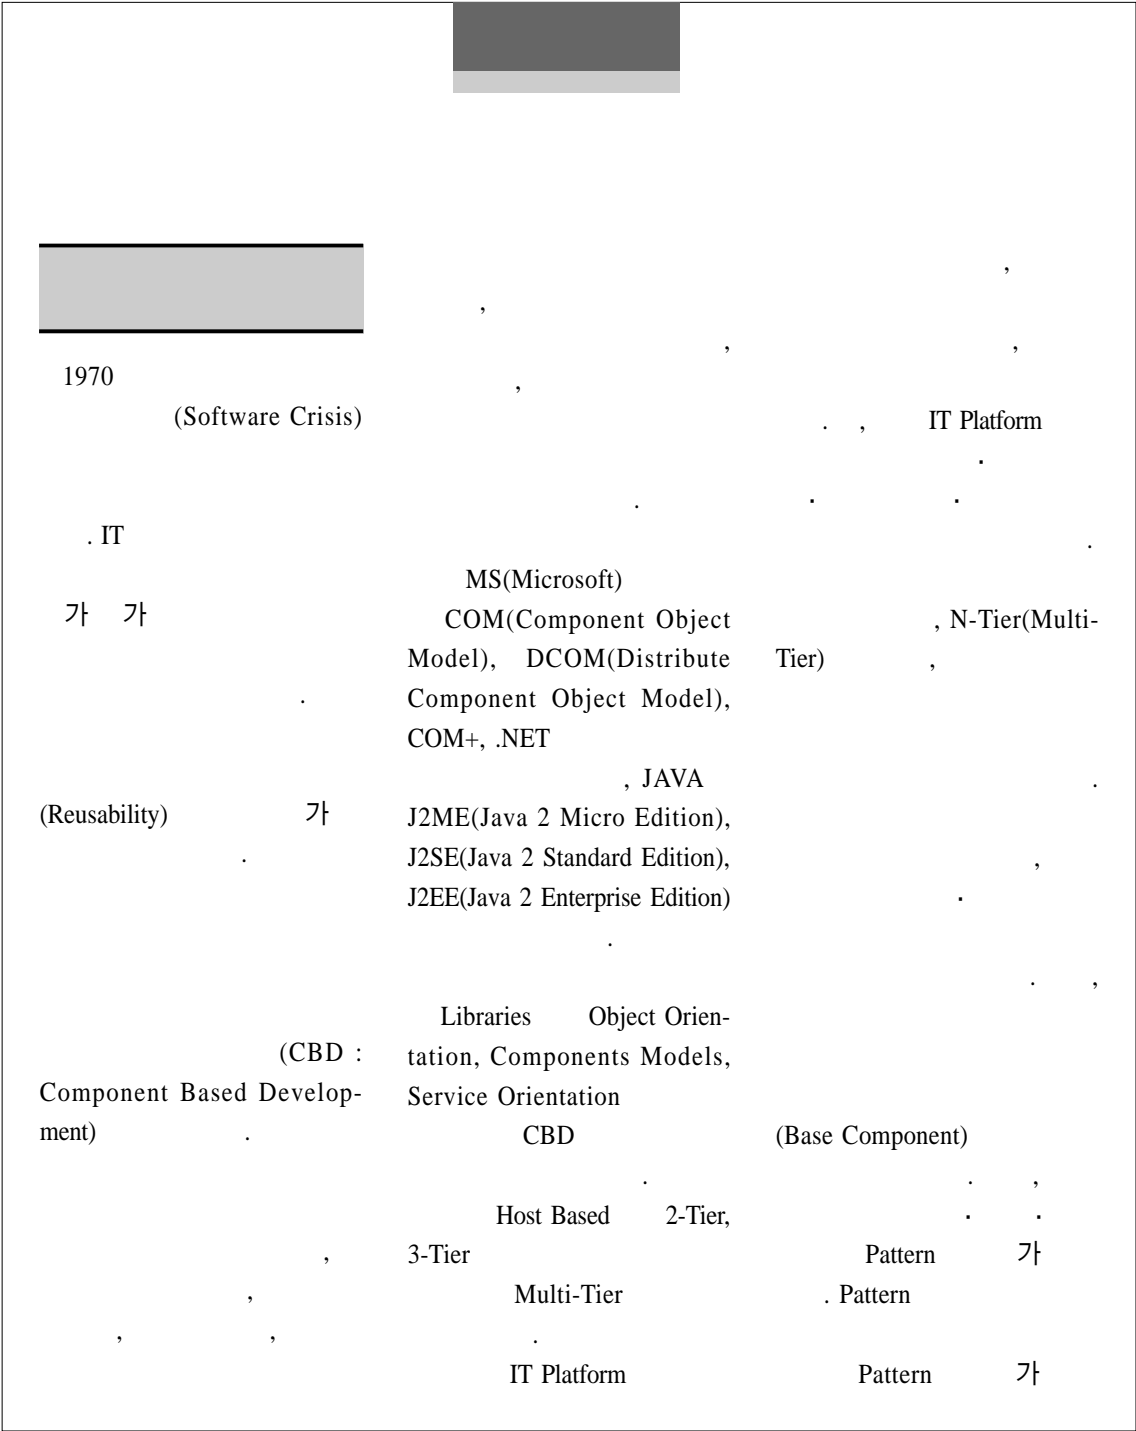 1970
(Software Crisis)
. IT
가 가
.
(Reusability) 가
.
(CBD :
Component Based Develop-
ment) .
,
,
, ,
,
,
,
.
MS(Microsoft)
COM(Component Object
Model), DCOM(Distribute
Component Object Model),
COM+, .NET
, JAVA
J2ME(Java 2 Micro Edition),
J2SE(Java 2 Standard Edition),
J2EE(Java 2 Enterprise Edition)
.
Libraries Object Orien-
tation, Components Models,
Service Orientation
CBD
.
Host Based 2-Tier,
3-Tier
Multi-Tier
.
IT Platform
,
,
. , IT Platform
·
· ·
.
, N-Tier(Multi-
Tier) ,
.
,
·
. ,
(Base Component)
. ,
· ·
Pattern 가
. Pattern
Pattern 가